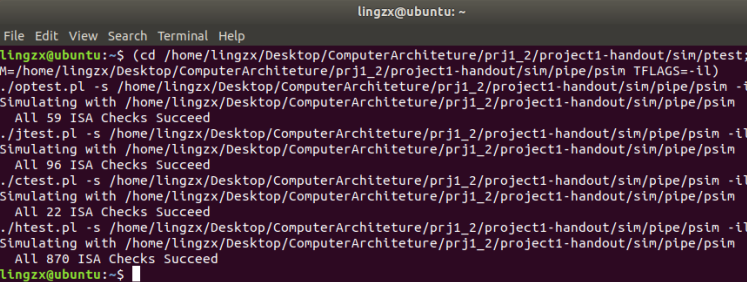 lingzx@ubuntu: ~
File Edit View Search Terminal Help
lingzx@ubuntu:~$ (cd /home/lingzx/Desktop/ComputerArchiteture/prj1_2/project1-handout/sim/ptest;
M=/home/lingzx/Desktop/ComputerArchiteture/prj1_2/project1-handout/sim/pipe/psim TFLAGS=-il)
./optest.pl -s /home/lingzx/Desktop/ComputerArchiteture/prj1_2/project1-handout/sim/pipe/psim -i
Simulating with /home/lingzx/Desktop/ComputerArchiteture/prj1_2/project1-handout/sim/pipe/psim
  All 59 ISA Checks Succeed
./jtest.pl -s /home/lingzx/Desktop/ComputerArchiteture/prj1_2/project1-handout/sim/pipe/psim -il
Simulating with /home/lingzx/Desktop/ComputerArchiteture/prj1_2/project1-handout/sim/pipe/psim
  All 96 ISA Checks Succeed
./ctest.pl -s /home/lingzx/Desktop/ComputerArchiteture/prj1_2/project1-handout/sim/pipe/psim -il
Simulating with /home/lingzx/Desktop/ComputerArchiteture/prj1_2/project1-handout/sim/pipe/psim
  All 22 ISA Checks Succeed
./htest.pl -s /home/lingzx/Desktop/ComputerArchiteture/prj1_2/project1-handout/sim/pipe/psim -il
Simulating with /home/lingzx/Desktop/ComputerArchiteture/prj1_2/project1-handout/sim/pipe/psim
  All 870 ISA Checks Succeed
lingzx@ubuntu:~$